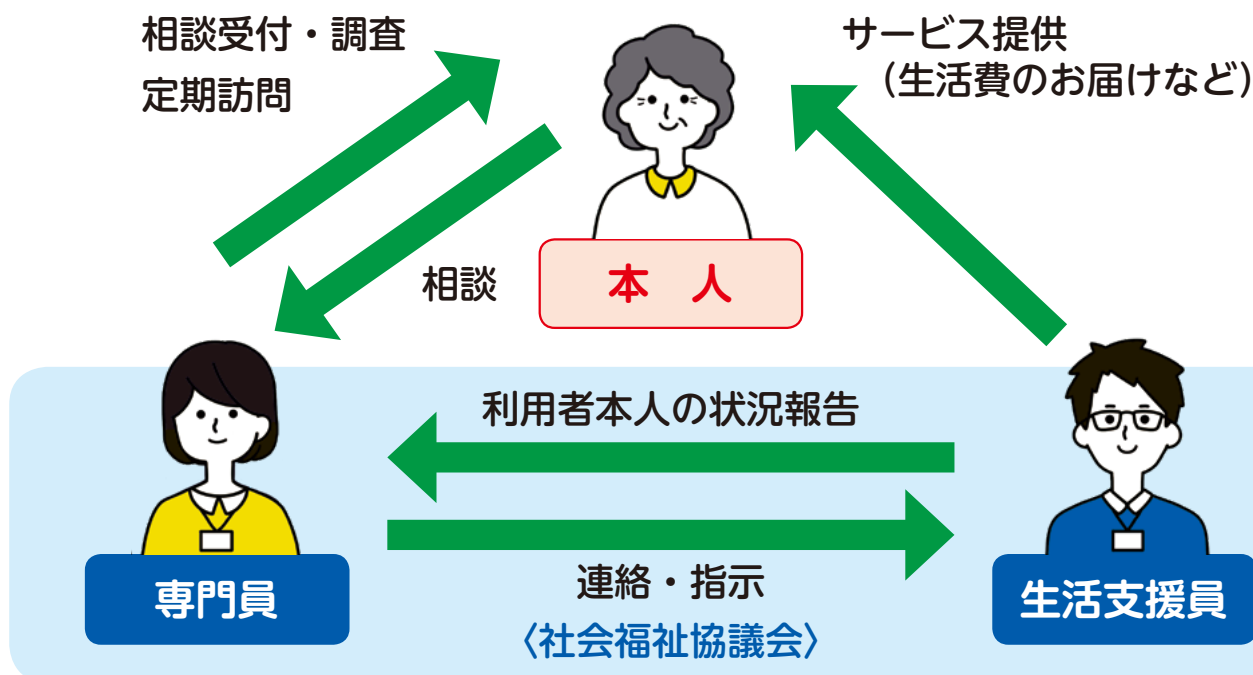 相談受付・調査
定期訪問
サービス提供
（生活費のお届けなど）
相談
本　人
利用者本人の状況報告
連絡・指示
専門員
生活支援員
〈社会福祉協議会〉